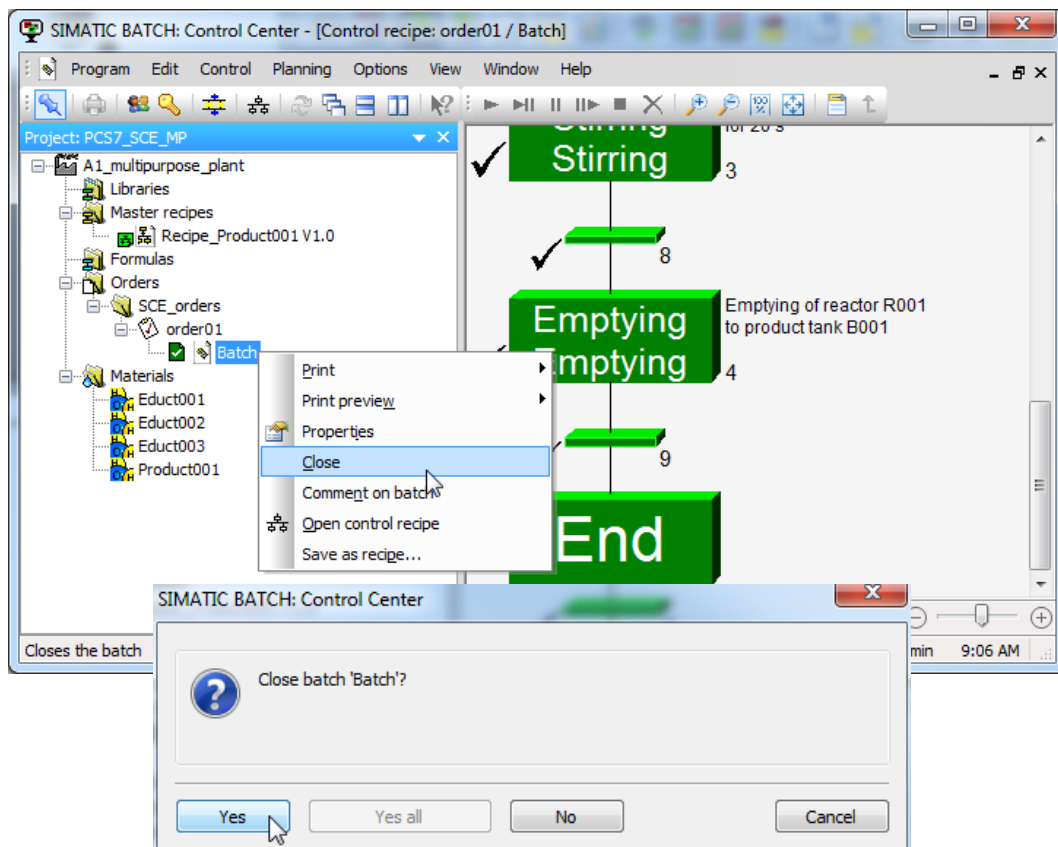 SIMATIC BATCH: Control Center - [Control recipe: order01 / Batch]
Program Edit Control Planning Options View Window Help
Project: PCS7_SCE_MP
A1_multipurpose_plant
Libraries
Master recipes
Recipe_Product001 V1.0
Formulas
Orders
SCE_orders
order01
Batch
Materials
Educt001
Educt002
Educt003
Product001
Print
Print preview
Properties
Close
Comment on batch
Open control recipe
Save as recipe...
100 %
Stirring
for 20 s
Stirring
3
8
Emptying
Emptying
Emptying of reactor R001
to product tank B001
4
9
End
Closes the batch
min 9:06 AM
SIMATIC BATCH: Control Center
Close batch 'Batch'?
Yes Yes all No Cancel